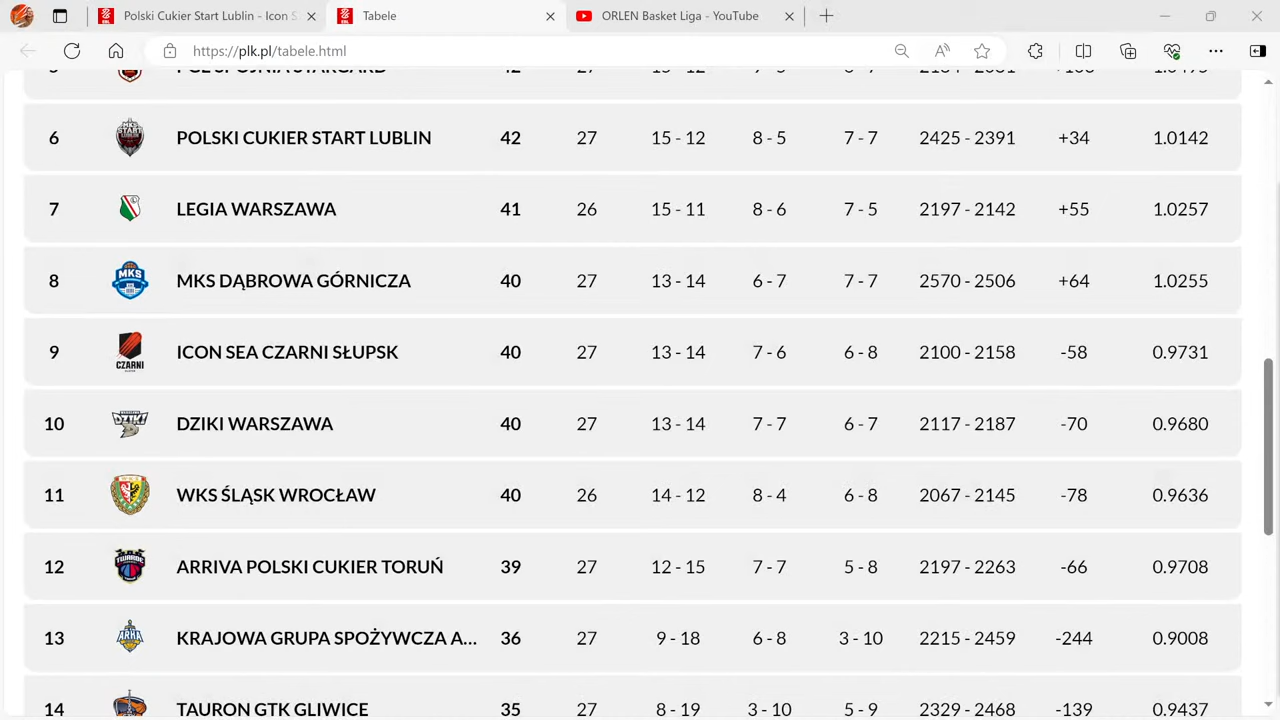 Polski Cukier Start Lublin - Icon S
Tabele
ORLEN Basket Liga - YouTube
https://plk.pl/tabele.html
6 POLSKI CUKIER START LUBLIN 42 27 15 - 12 8 - 5 7 - 7 2425 - 2391 +34 1.0142
7 LEGIA WARSZAWA 41 26 15 - 11 8 - 6 7 - 5 2197 - 2142 +55 1.0257
8 MKS DĄBROWA GÓRNICZA 40 27 13 - 14 6 - 7 7 - 7 2570 - 2506 +64 1.0255
9 ICON SEA CZARNI SŁUPSK 40 27 13 - 14 7 - 6 6 - 8 2100 - 2158 -58 0.9731
10 DZIKI WARSZAWA 40 27 13 - 14 7 - 7 6 - 7 2117 - 2187 -70 0.9680
11 WKS ŚLĄSK WROCŁAW 40 26 14 - 12 8 - 4 6 - 8 2067 - 2145 -78 0.9636
12 ARRIVA POLSKI CUKIER TORUŃ 39 27 12 - 15 7 - 7 5 - 8 2197 - 2263 -66 0.9708
13 KRAJOWA GRUPA SPOŻYWCZA A... 36 27 9 - 18 6 - 8 3 - 10 2215 - 2459 -244 0.9008
14 TAURON GTK GLIWICE 35 27 8 - 19 3 - 10 5 - 9 2329 - 2468 -139 0.9437